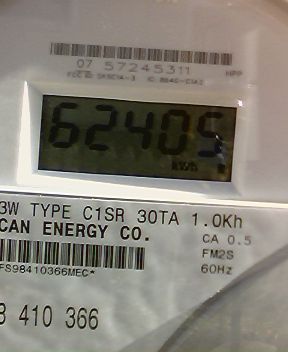 07 57245311
HPP
62405
kWh
3W TYPE C1SR 30TA 1.0Kh
CAN ENERGY CO.
CA 0.5
FM2S
60Hz
FS98410366MEC*
410 366